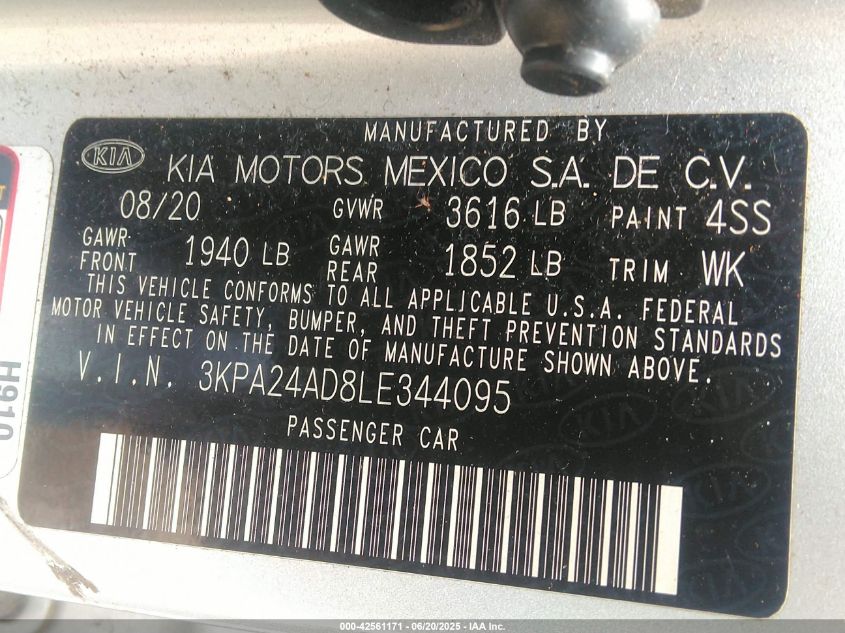 MANUFACTURED BY
KIA KIA MOTORS MEXICO S.A. DE C.V.
08/20 GVWR 3616 LB PAINT 4SS
GAWR FRONT 1940 LB GAWR REAR 1852 LB TRIM WK
THIS VEHICLE CONFORMS TO ALL APPLICABLE U.S.A. FEDERAL
MOTOR VEHICLE SAFETY, BUMPER, AND THEFT PREVENTION STANDARDS
IN EFFECT ON THE DATE OF MANUFACTURE SHOWN ABOVE.
V.I.N. 3KPA24AD8LE344095
PASSENGER CAR
H910
000-42561171 - 06/20/2025 - IAA Inc.